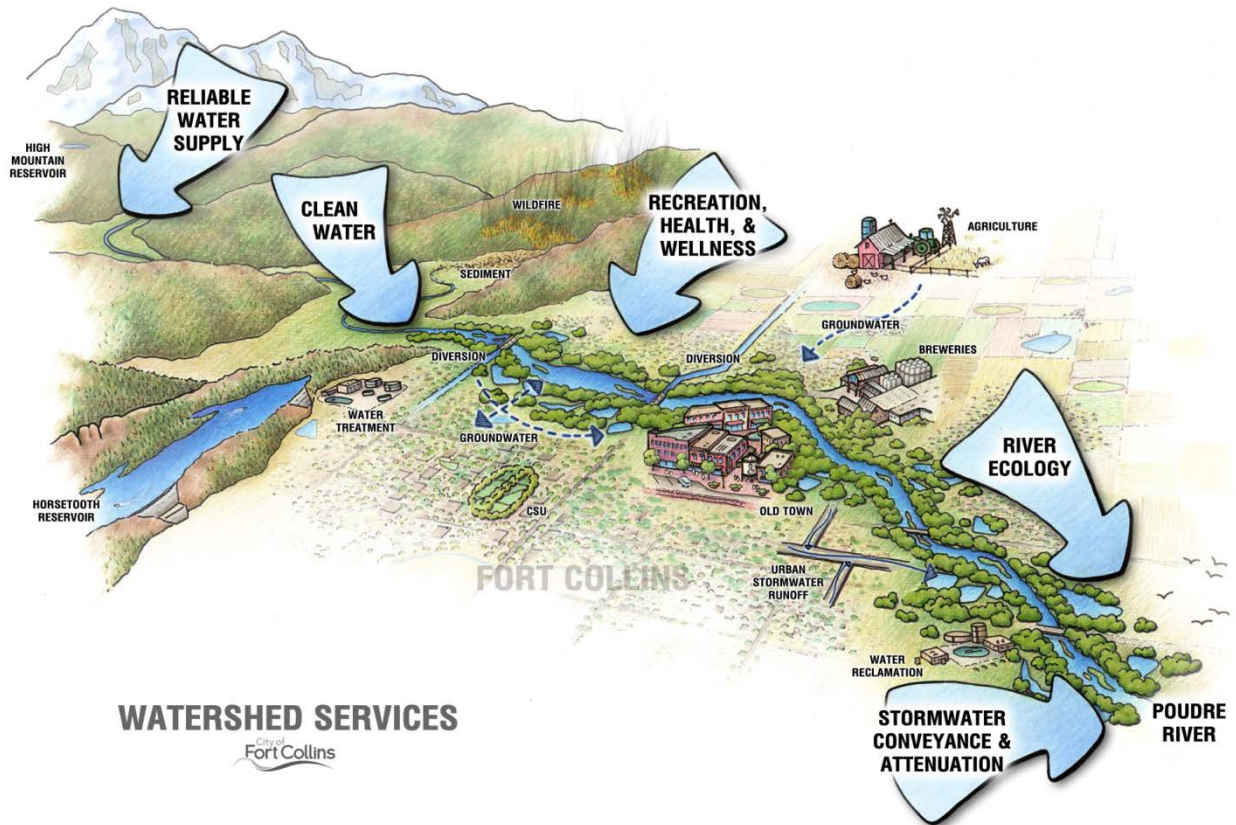 RELIABLE
WATER
SUPPLY
HIGH
MOUNTAIN
RESERVOIR
CLEAN
WATER
WILDFIRE
RECREATION,
HEALTH, &
WELLNESS
AGRICULTURE
SEDIMENT
GROUNDWATER
DIVERSION
DIVERSION
BREWERIES
WATER
TREATMENT
GROUNDWATER
RIVER
ECOLOGY
HORSETOOTH
RESERVOIR
CSU
OLD TOWN
FORT COLLINS
URBAN
STORMWATER
RUNOFF
WATER
RECLAMATION
STORMWATER
CONVEYANCE &
ATTENUATION
POUDRE
RIVER
WATERSHED SERVICES
City of
Fort Collins